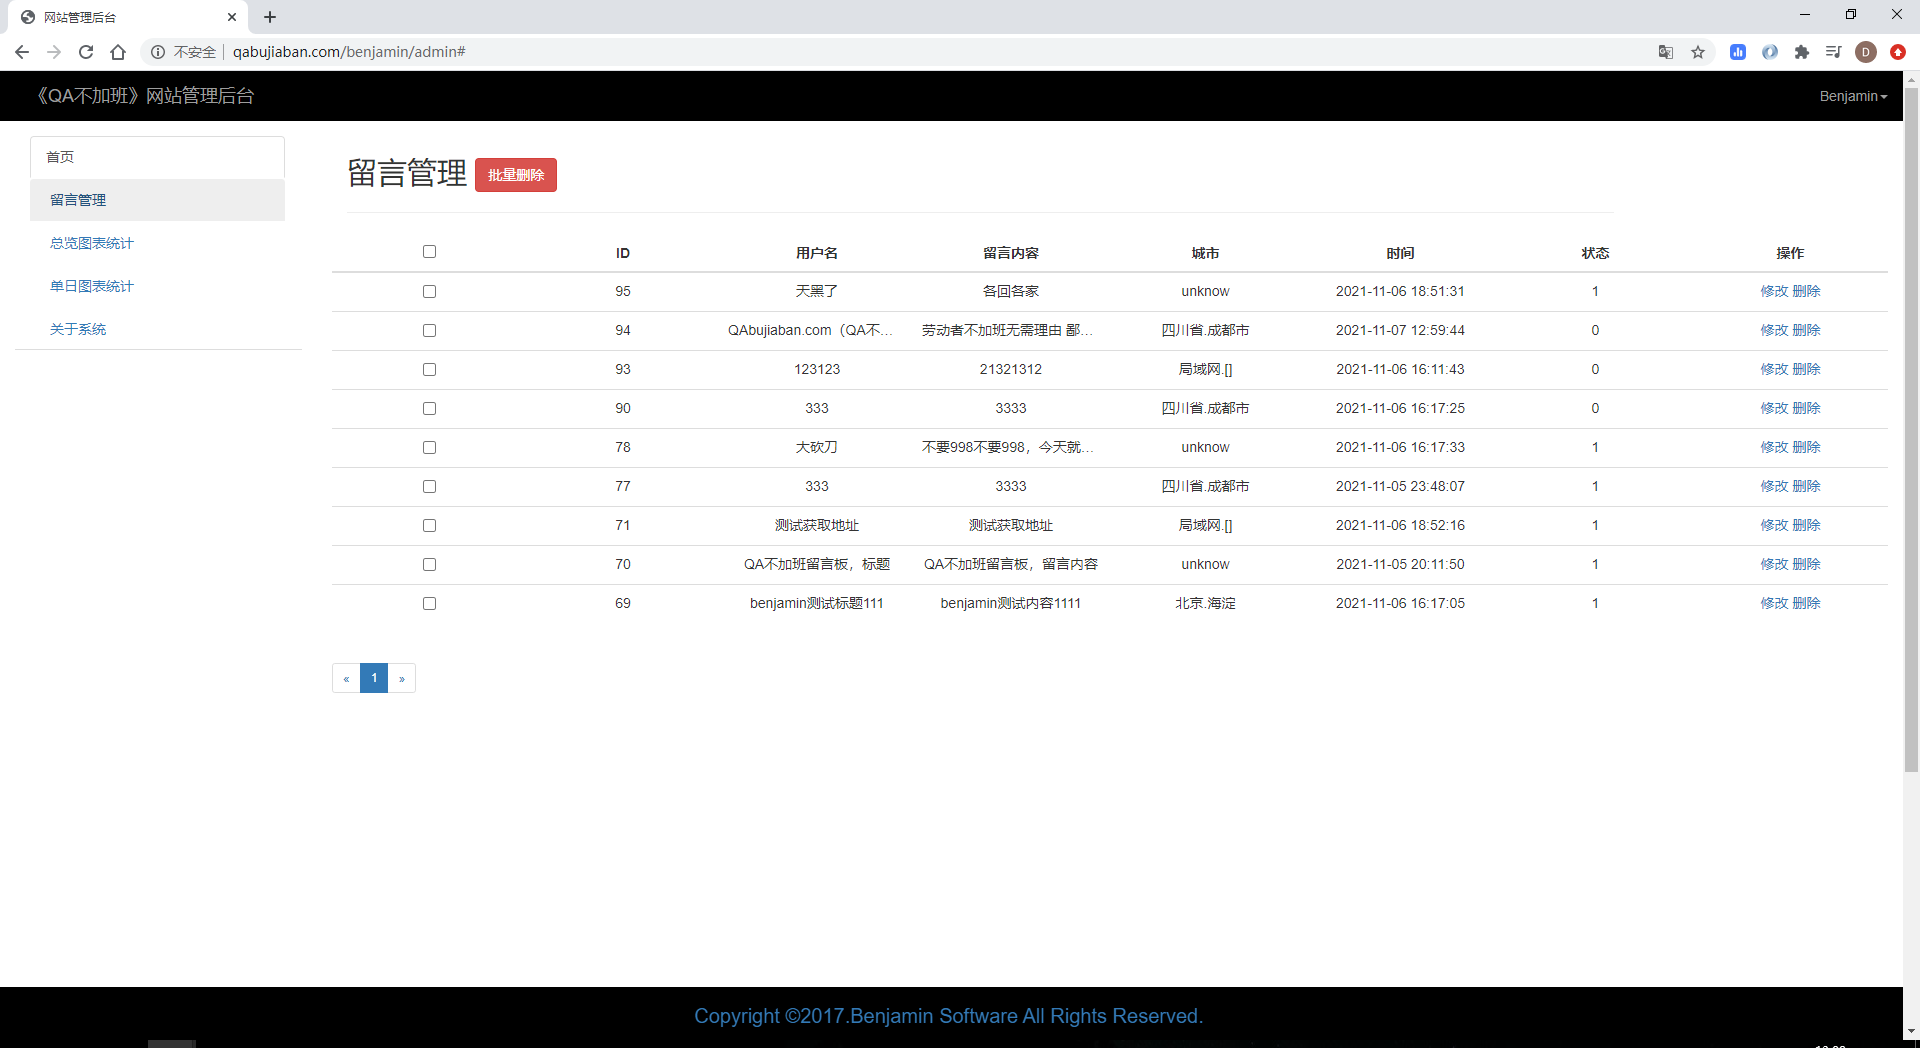 网站管理后台
不安全 qabujiaban.com/benjamin/admin#
D
《QA不加班》网站管理后台
Benjamin
首页
留言管理
总览图表统计
单日图表统计
关于系统
留言管理 批量删除
ID 用户名 留言内容 城市 时间 状态 操作
95 天黑了 各回各家 unknow 2021-11-06 18:51:31 1 修改 删除
94 QAbujiaban.com（QA不... 劳动者不加班无需理由 鄙... 四川省.成都市 2021-11-07 12:59:44 0 修改 删除
93 123123 21321312 局域网.[] 2021-11-06 16:11:43 0 修改 删除
90 333 3333 四川省.成都市 2021-11-06 16:17:25 0 修改 删除
78 大砍刀 不要998不要998，今天就... unknow 2021-11-06 16:17:33 1 修改 删除
77 333 3333 四川省.成都市 2021-11-05 23:48:07 1 修改 删除
71 测试获取地址 测试获取地址 局域网.[] 2021-11-06 18:52:16 1 修改 删除
70 QA不加班留言板，标题 QA不加班留言板，留言内容 unknow 2021-11-05 20:11:50 1 修改 删除
69 benjamin测试标题111 benjamin测试内容1111 北京.海淀 2021-11-06 16:17:05 1 修改 删除
« 1 »
Copyright ©2017.Benjamin Software All Rights Reserved.